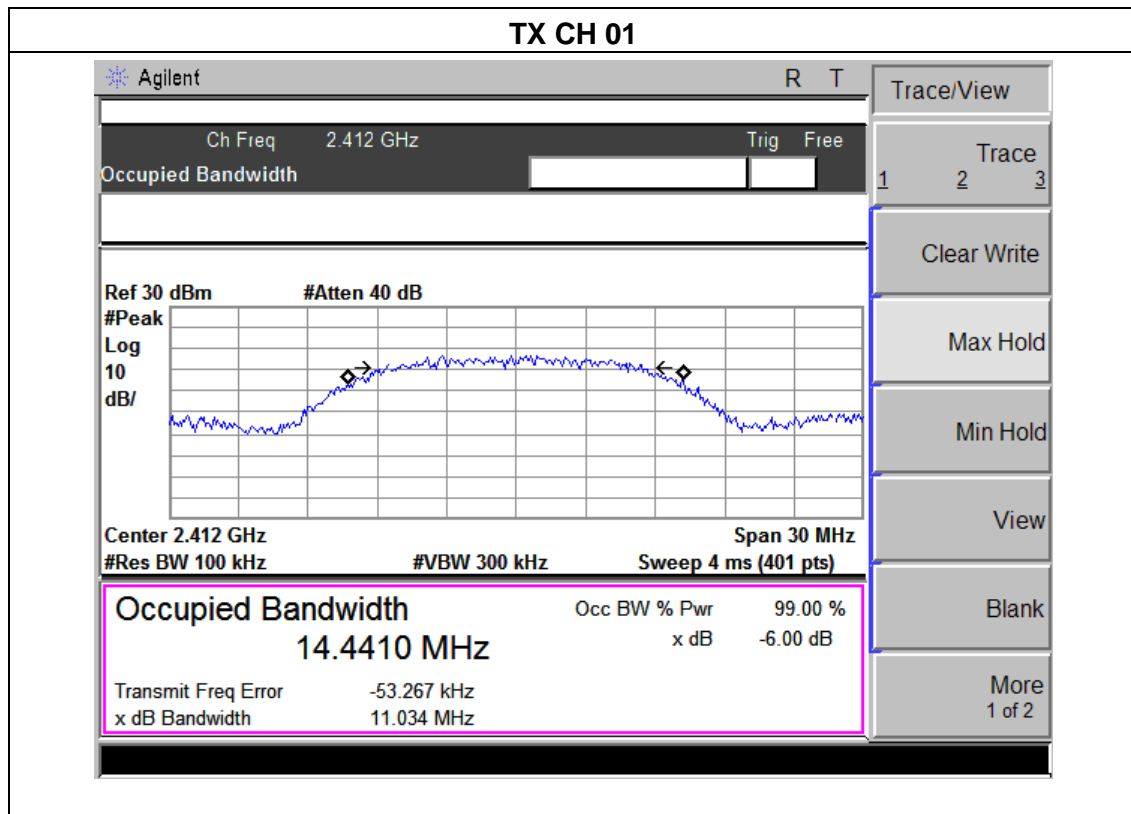 TX CH 01
Agilent R T
Trace/View
Ch Freq 2.412 GHz Trig Free
Occupied Bandwidth
Trace
1 2 3
Clear Write
Ref 30 dBm #Atten 40 dB
#Peak
Log
10
dB/
Max Hold
Min Hold
View
Center 2.412 GHz Span 30 MHz
#Res BW 100 kHz #VBW 300 kHz Sweep 4 ms (401 pts)
Occupied Bandwidth Occ BW % Pwr 99.00 %
14.4410 MHz x dB -6.00 dB
Blank
Transmit Freq Error -53.267 kHz
x dB Bandwidth 11.034 MHz
More
1 of 2